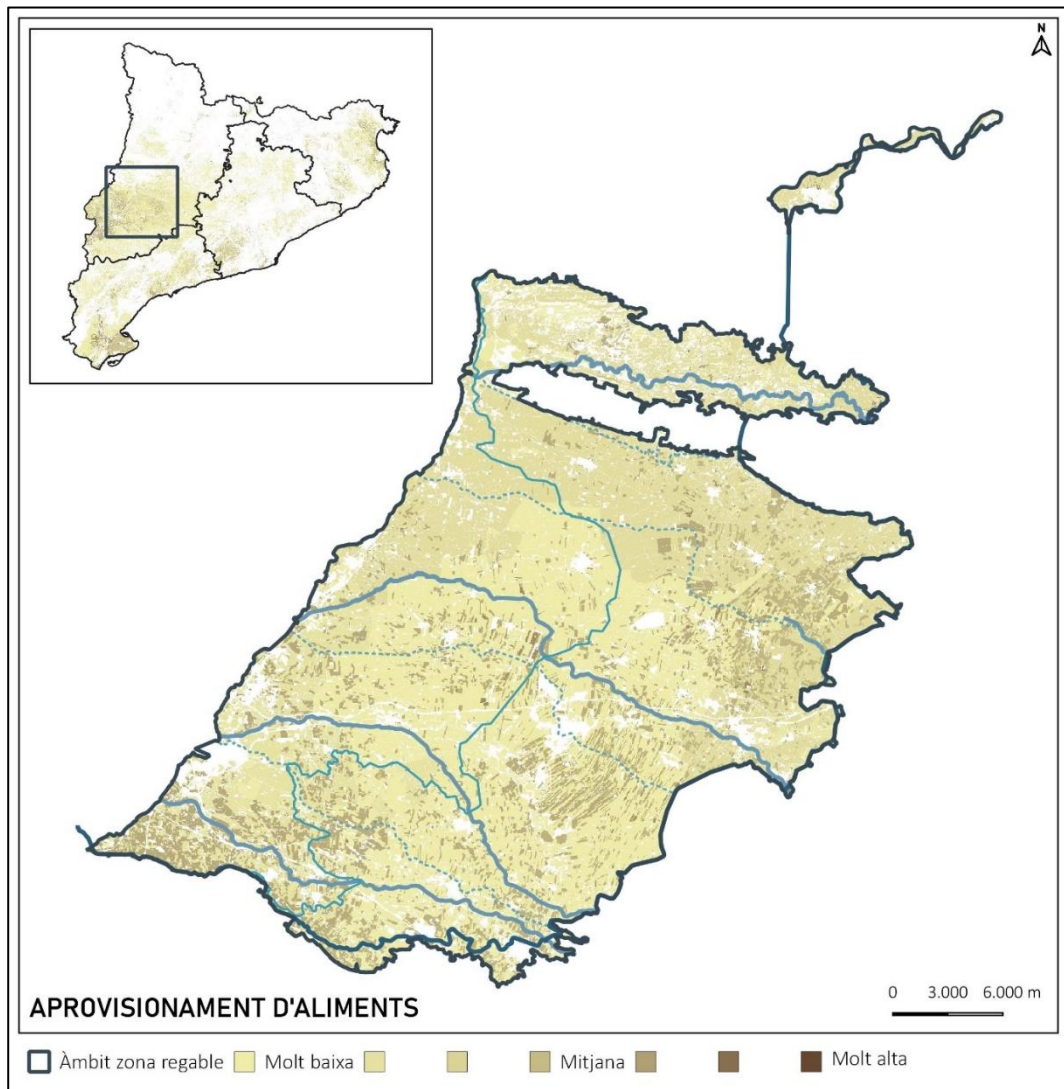 N
APROVISIONAMENT D'ALIMENTS
0 3.000 6.000 m
Àmbit zona regable Molt baixa Mitjana Molt alta